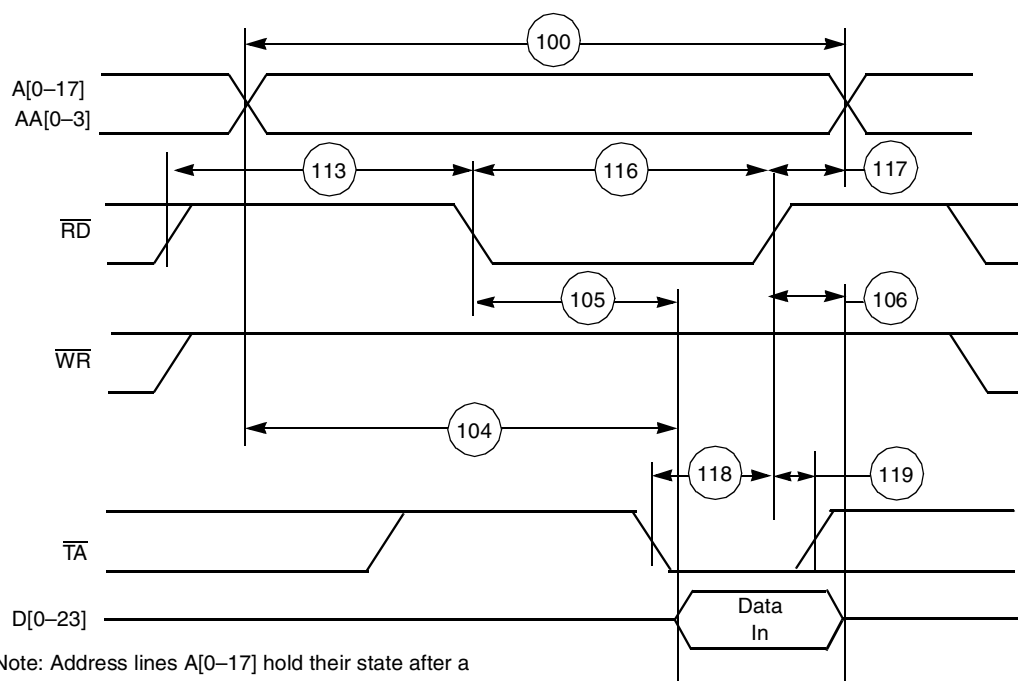 100
A[0–17]
AA[0–3]
113
116
117
RD
105
106
WR
104
118
119
TA
D[0–23]
Data
In
Note: Address lines A[0–17] hold their state after a